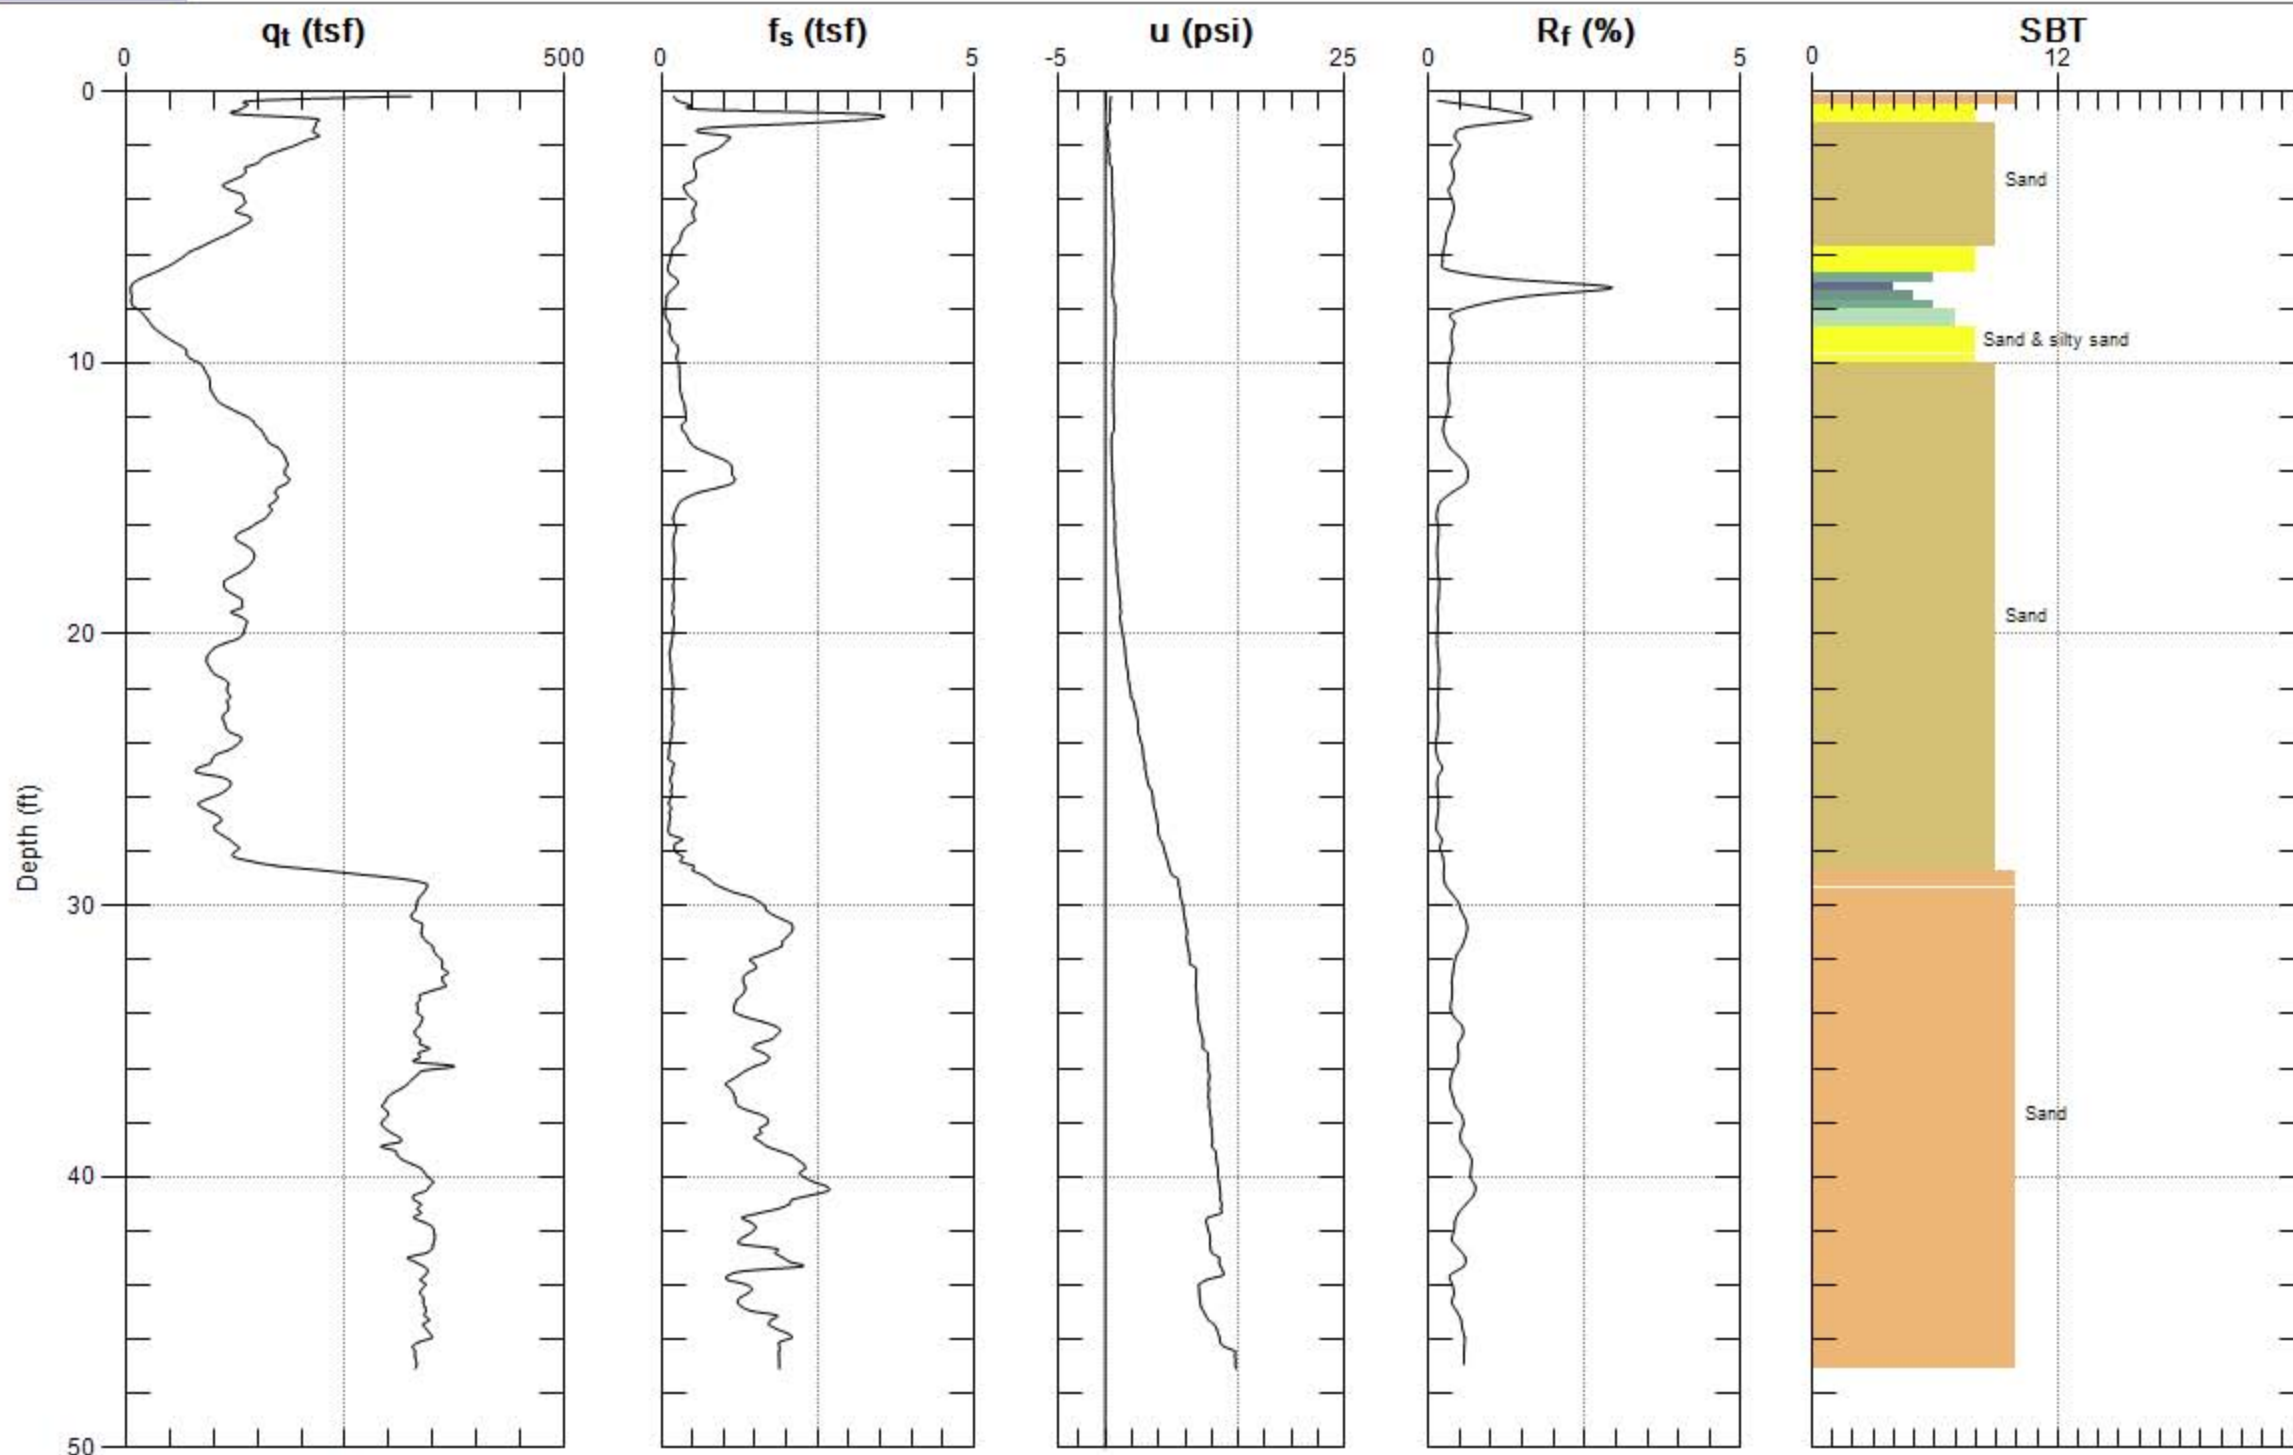 qt (tsf) fs (tsf) u (psi) Rf (%) SBT
0 500 0 5 -5 25 0 5 0 12
0
Sand
Sand & silty sand
10
Sand
20
Depth (ft)
30
Sand
40
50